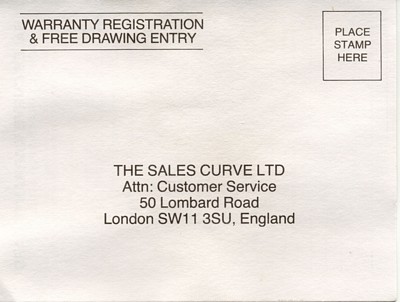 WARRANTY REGISTRATION
& FREE DRAWING ENTRY
PLACE
STAMP
HERE
THE SALES CURVE LTD
Attn: Customer Service
50 Lombard Road
London SW11 3SU, England